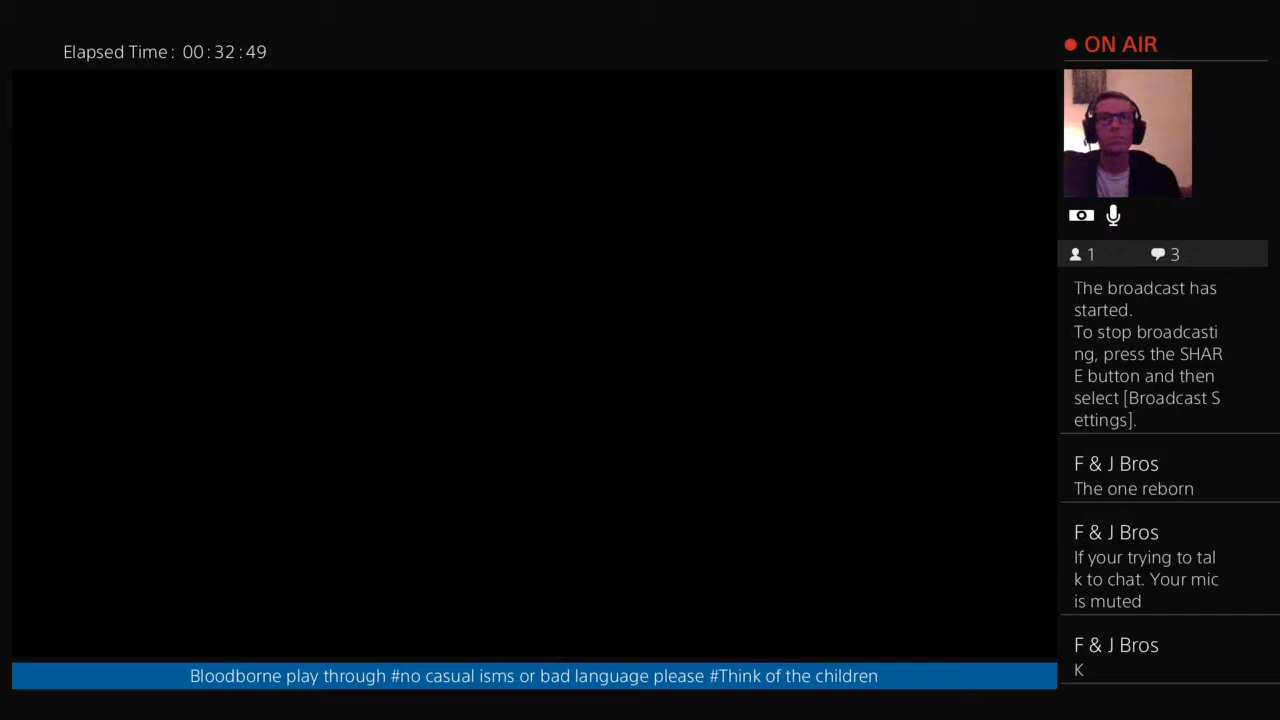 Elapsed Time: 00:32:49
ON AIR
1 3
The broadcast has
started.
To stop broadcasti
ng, press the SHAR
E button and then
select [Broadcast S
ettings].
F & J Bros
The one reborn
F & J Bros
If your trying to tal
k to chat. Your mic
is muted
F & J Bros
K
Bloodborne play through #no casual isms or bad language please #Think of the children